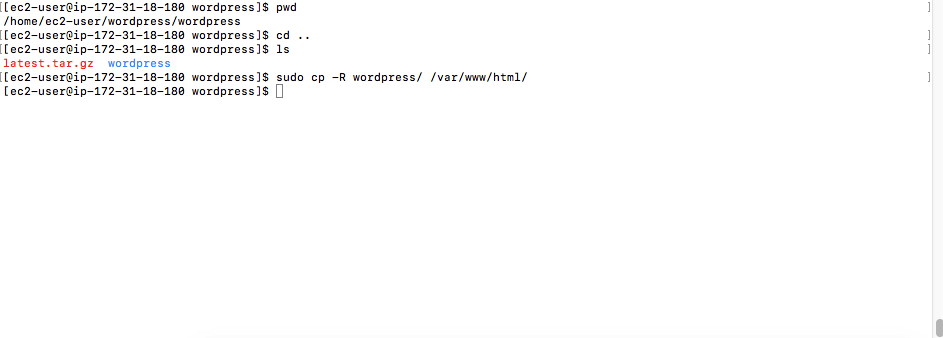 [[ec2-user@ip-172-31-18-180 wordpress]$ pwd ]
/home/ec2-user/wordpress/wordpress
[[ec2-user@ip-172-31-18-180 wordpress]$ cd .. ]
[[ec2-user@ip-172-31-18-180 wordpress]$ ls ]
latest.tar.gz  wordpress
[[ec2-user@ip-172-31-18-180 wordpress]$ sudo cp -R wordpress/ /var/www/html/ ]
[ec2-user@ip-172-31-18-180 wordpress]$